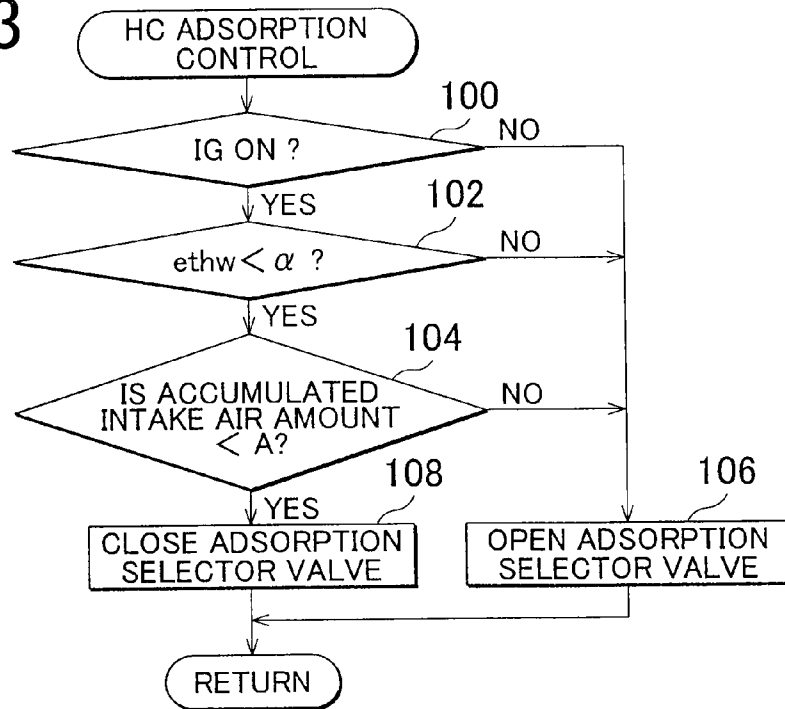 3
HC ADSORPTION
CONTROL
100
IG ON ?
NO
YES
102
ethw < α ?
NO
YES
104
IS ACCUMULATED
INTAKE AIR AMOUNT
< A?
NO
YES
108
CLOSE ADSORPTION
SELECTOR VALVE
106
OPEN ADSORPTION
SELECTOR VALVE
RETURN